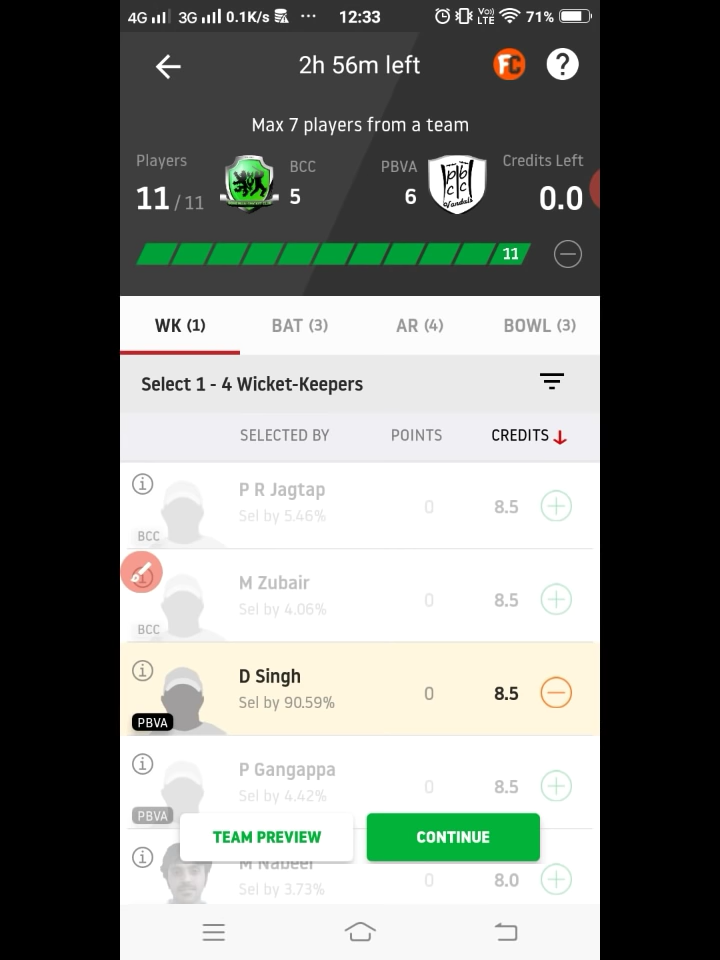 4G 3G 0.1K/s ... 12:33 Vo) LTE 71%
2h 56m left FC ?
Max 7 players from a team
Players BCC PBVA Credits Left
11 / 11 5 6 0.0
11
WK (1) BAT (3) AR (4) BOWL (3)
Select 1 - 4 Wicket-Keepers
SELECTED BY POINTS CREDITS
P R Jagtap
Sel by 5.46% 0 8.5
BCC
M Zubair
Sel by 4.06% 0 8.5
BCC
D Singh
Sel by 90.59% 0 8.5
PBVA
P Gangappa
Sel by 4.42% 0 8.5
PBVA
TEAM PREVIEW CONTINUE
M Nabeel
Sel by 3.73% 0 8.0